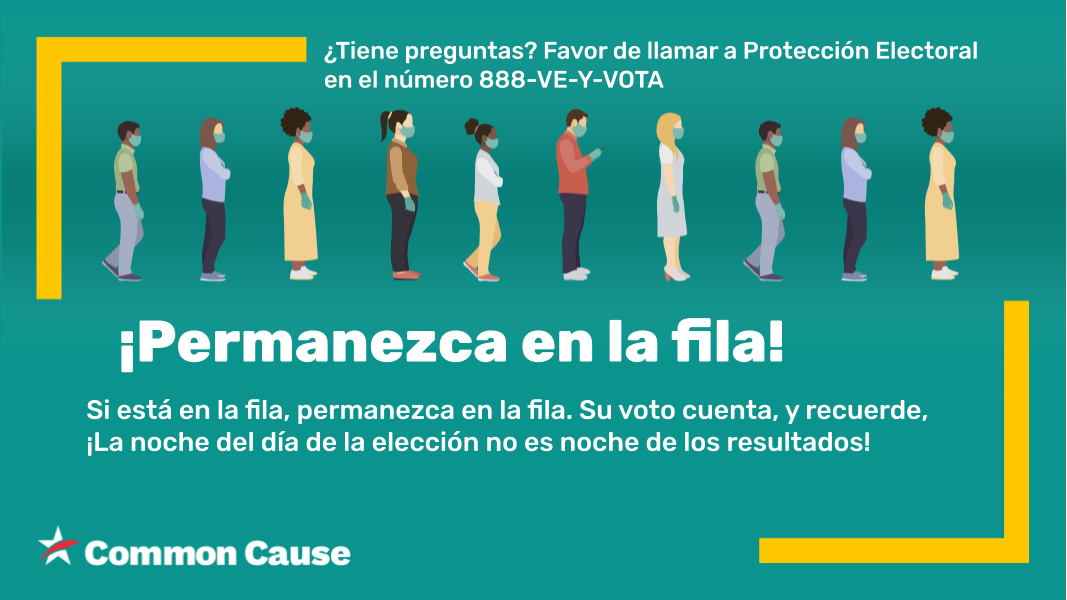 ¿Tiene preguntas? Favor de llamar a Protección Electoral
en el número 888-VE-Y-VOTA
¡Permanezca en la fila!
Si está en la fila, permanezca en la fila. Su voto cuenta, y recuerde,
¡La noche del día de la elección no es noche de los resultados!
Common Cause